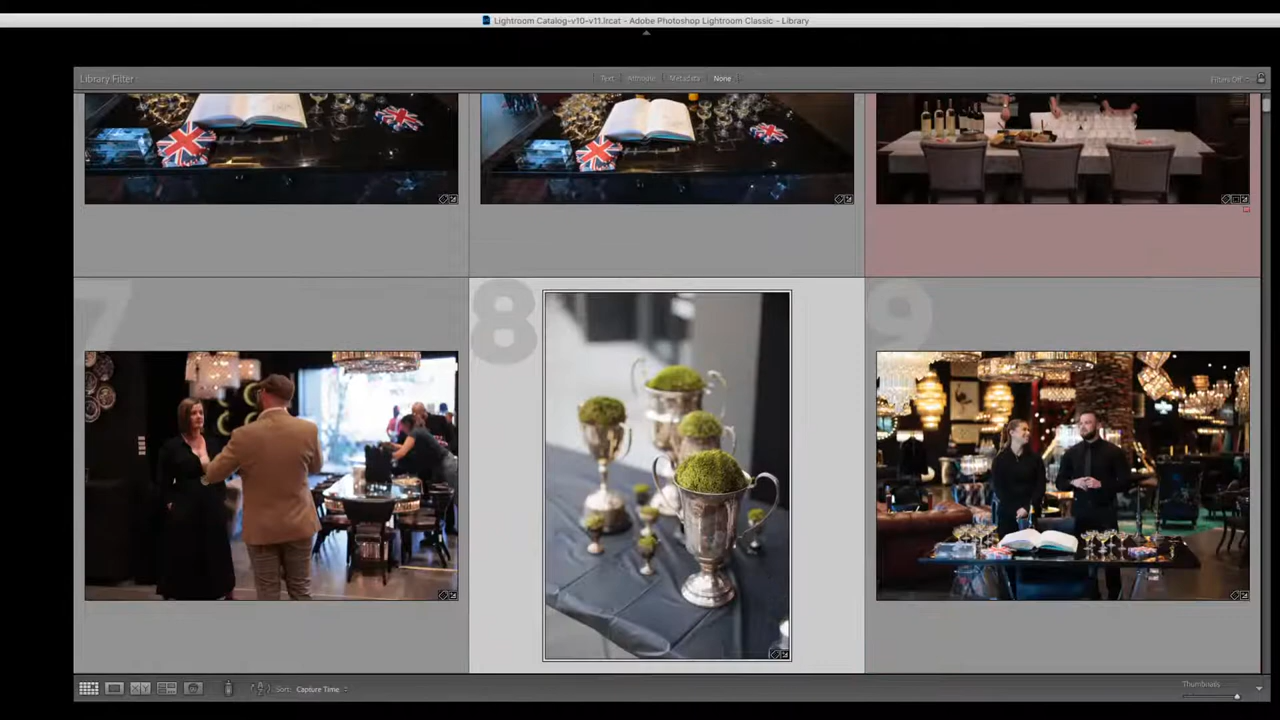 Lightroom Catalog-v10-v11.lrcat - Adobe Photoshop Lightroom Classic - Library
Library Filter : Text Attribute Metadata None Filters Off
7 8 9
Sort: Capture Time Thumbnails